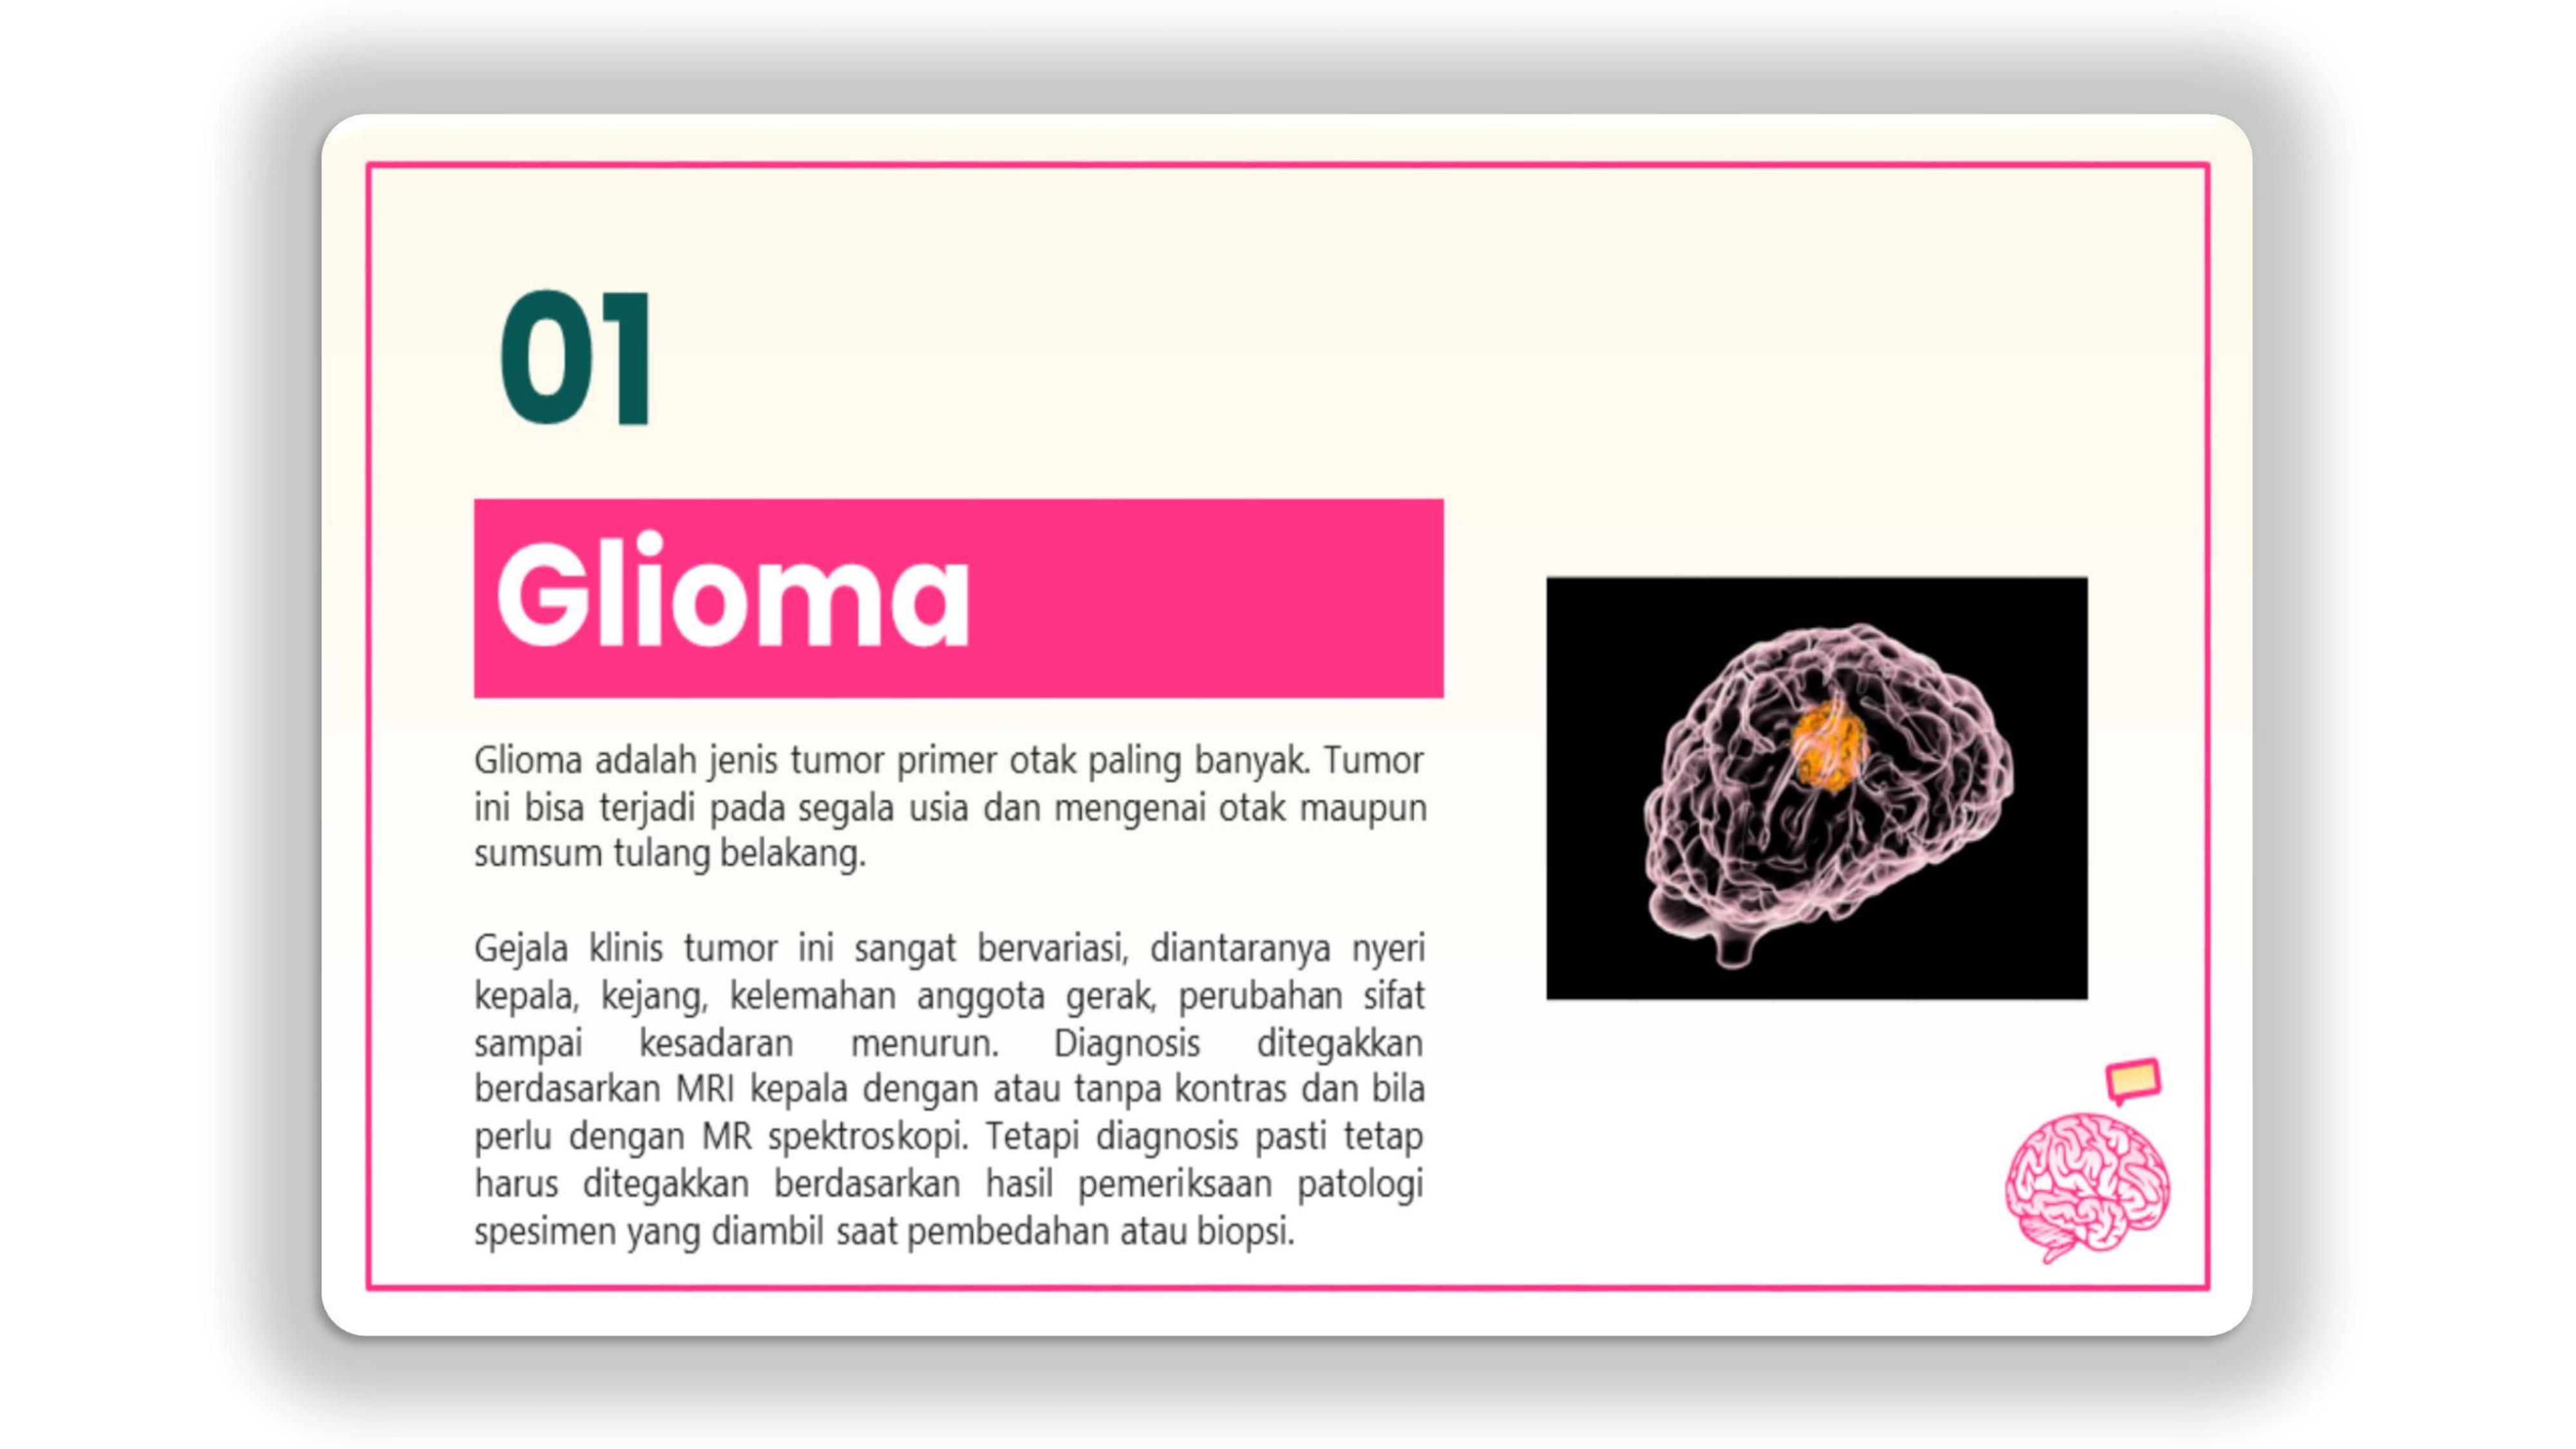 01
Glioma
Glioma adalah jenis tumor primer otak paling banyak. Tumor
ini bisa terjadi pada segala usia dan mengenai otak maupun
sumsum tulang belakang.
Gejala klinis tumor ini sangat bervariasi, diantaranya nyeri
kepala, kejang, kelemahan anggota gerak, perubahan sifat
sampai kesadaran menurun. Diagnosis ditegakkan
berdasarkan MRI kepala dengan atau tanpa kontras dan bila
perlu dengan MR spektroskopi. Tetapi diagnosis pasti tetap
harus ditegakkan berdasarkan hasil pemeriksaan patologi
spesimen yang diambil saat pembedahan atau biopsi.